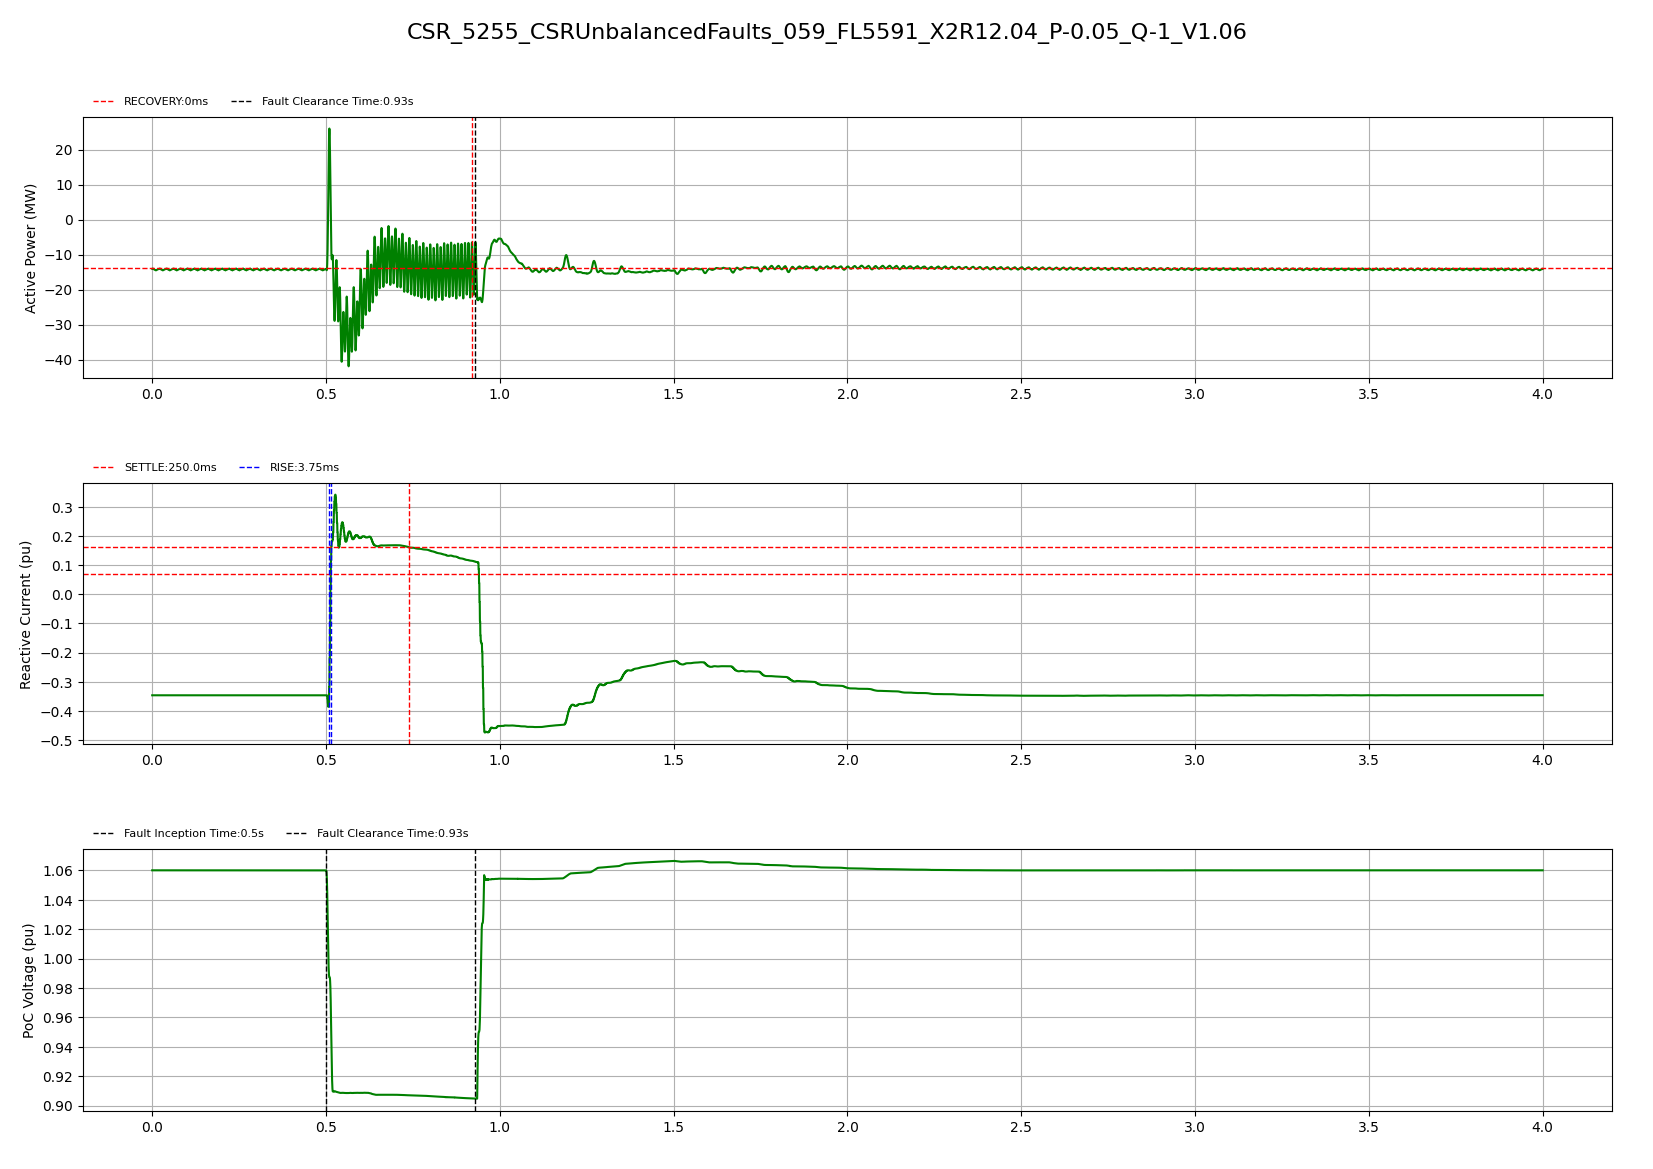 CSR_5255_CSRUnbalancedFaults_059_FL5591_X2R12.04_P-0.05_Q-1_V1.06
RECOVERY:0ms Fault Clearance Time:0.93s
Active Power (MW)
20
10
0
−10
−20
−30
−40
0.0 0.5 1.0 1.5 2.0 2.5 3.0 3.5 4.0
SETTLE:250.0ms RISE:3.75ms
Reactive Current (pu)
0.3
0.2
0.1
0.0
−0.1
−0.2
−0.3
−0.4
−0.5
0.0 0.5 1.0 1.5 2.0 2.5 3.0 3.5 4.0
Fault Inception Time:0.5s Fault Clearance Time:0.93s
PoC Voltage (pu)
1.06
1.04
1.02
1.00
0.98
0.96
0.94
0.92
0.90
0.0 0.5 1.0 1.5 2.0 2.5 3.0 3.5 4.0